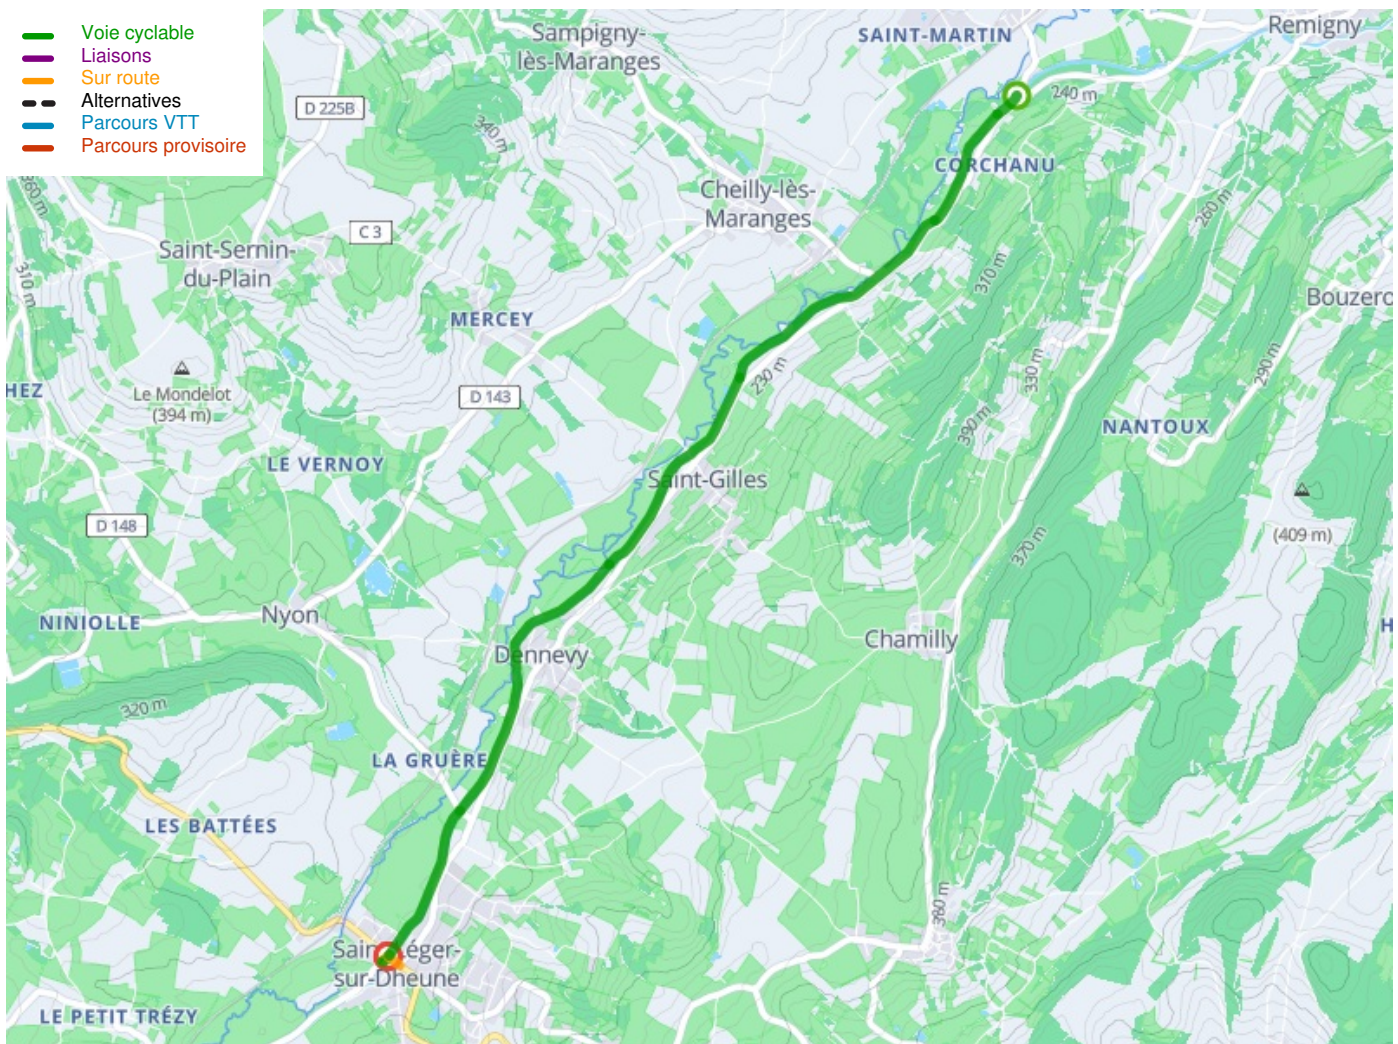 Voie cyclable
Liaisons
Sur route
Alternatives
Parcours VTT
Parcours provisoire
Sampigny-
lès-Maranges
SAINT-MARTIN
Remigny
D 225B
340 m
240 m
CORCHANU
360 m
Cheilly-lès-
Maranges
260 m
C 3
Saint-Sernin-
du-Plain
310 m
310 m
Bouzero
MERCEY
230 m
330 m
290 m
Le Mondelot
(394 m)
HEZ
D 143
390 m
NANTOUX
LE VERNOY
Saint-Gilles
D 148
370 m
(409 m)
Nyon
NINIOLLE
Chamilly
H
Dennevy
320 m
LA GRUÈRE
LES BATTÉES
380 m
Saint-Léger-
sur-Dheune
LE PETIT TRÉZY